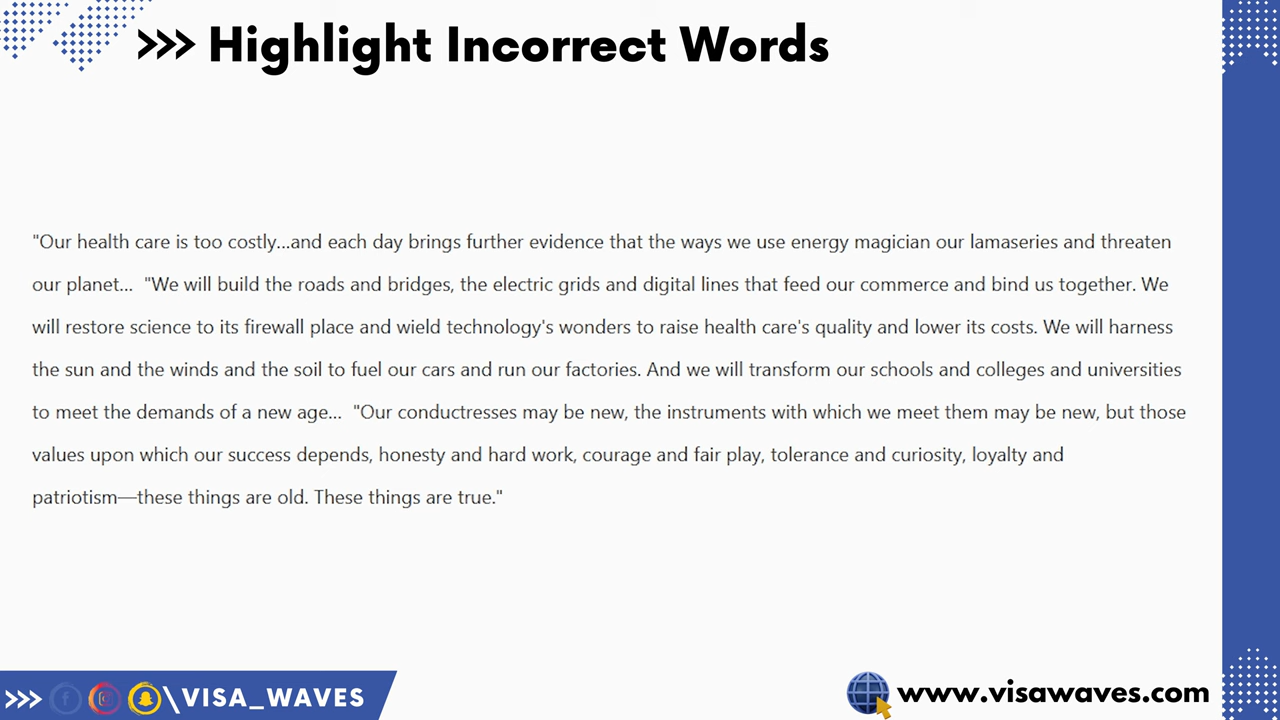 >>> Highlight Incorrect Words
"Our health care is too costly...and each day brings further evidence that the ways we use energy magician our lamaseries and threaten
our planet... "We will build the roads and bridges, the electric grids and digital lines that feed our commerce and bind us together. We
will restore science to its firewall place and wield technology's wonders to raise health care's quality and lower its costs. We will harness
the sun and the winds and the soil to fuel our cars and run our factories. And we will transform our schools and colleges and universities
to meet the demands of a new age... "Our conductresses may be new, the instruments with which we meet them may be new, but those
values upon which our success depends, honesty and hard work, courage and fair play, tolerance and curiosity, loyalty and
patriotism—these things are old. These things are true."
>>> \VISA_WAVES
www.visawaves.com